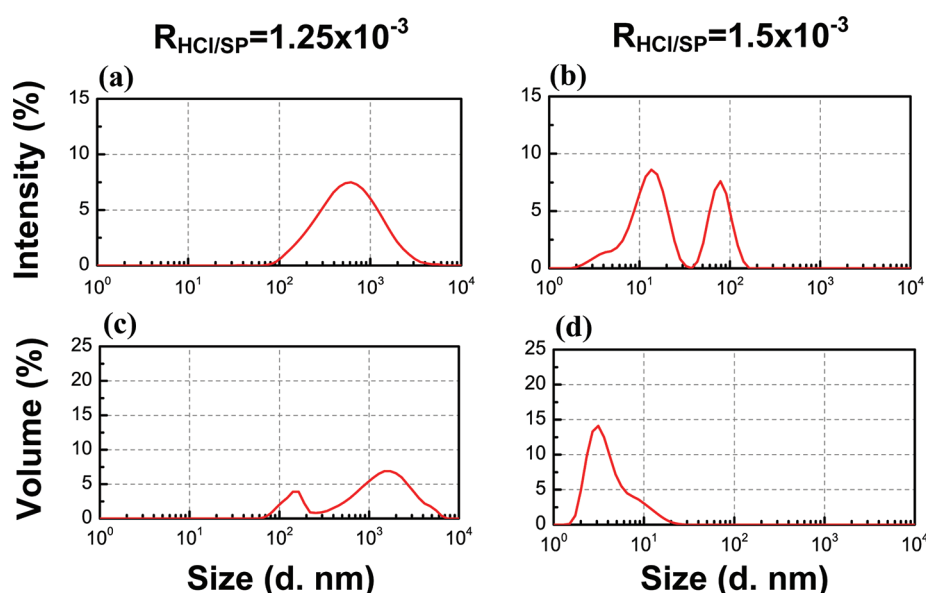 R_HCl/SP=1.25x10^-3 R_HCl/SP=1.5x10^-3
(a) (b)
Intensity (%)
15 15
10 10
5 5
0 0
10^0 10^1 10^2 10^3 10^4 10^0 10^1 10^2 10^3 10^4
(c) (d)
Volume (%)
25 25
20 20
15 15
10 10
5 5
0 0
10^0 10^1 10^2 10^3 10^4 10^0 10^1 10^2 10^3 10^4
Size (d. nm) Size (d. nm)